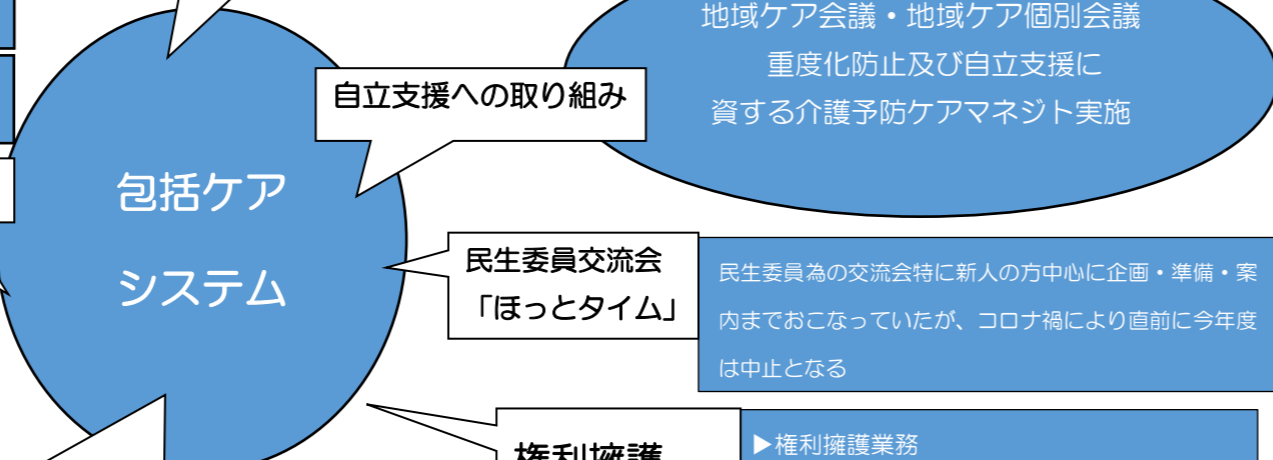 地域ケア会議・地域ケア個別会議
重度化防止及び自立支援に
資する介護予防ケアマネジト実施
自立支援への取り組み
包括ケア
システム
民生委員交流会
「ほっとタイム」
民生委員為の交流会特に新人の方中心に企画・準備・案
内までおこなっていたが、コロナ禍により直前に今年度
は中止となる
権利擁護
▶権利擁護業務